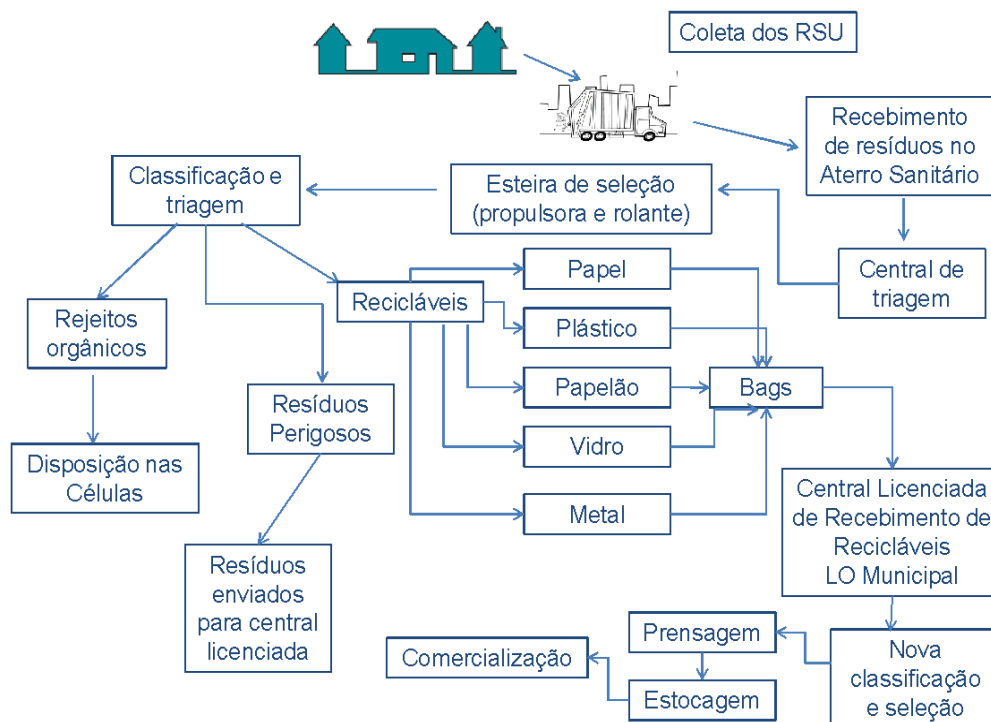 Coleta dos RSU
Recebimento
de resíduos no
Aterro Sanitário
Central de
triagem
Esteira de seleção
(propulsora e rolante)
Classificação e
triagem
Rejeitos
orgânicos
Disposição nas
Células
Resíduos
Perigosos
Resíduos
enviados
para central
licenciada
Recicláveis
Papel
Plástico
Papelão
Vidro
Metal
Bags
Central Licenciada
de Recebimento de
Recicláveis
LO Municipal
Nova
classificação
e seleção
Prensagem
Estocagem
Comercialização